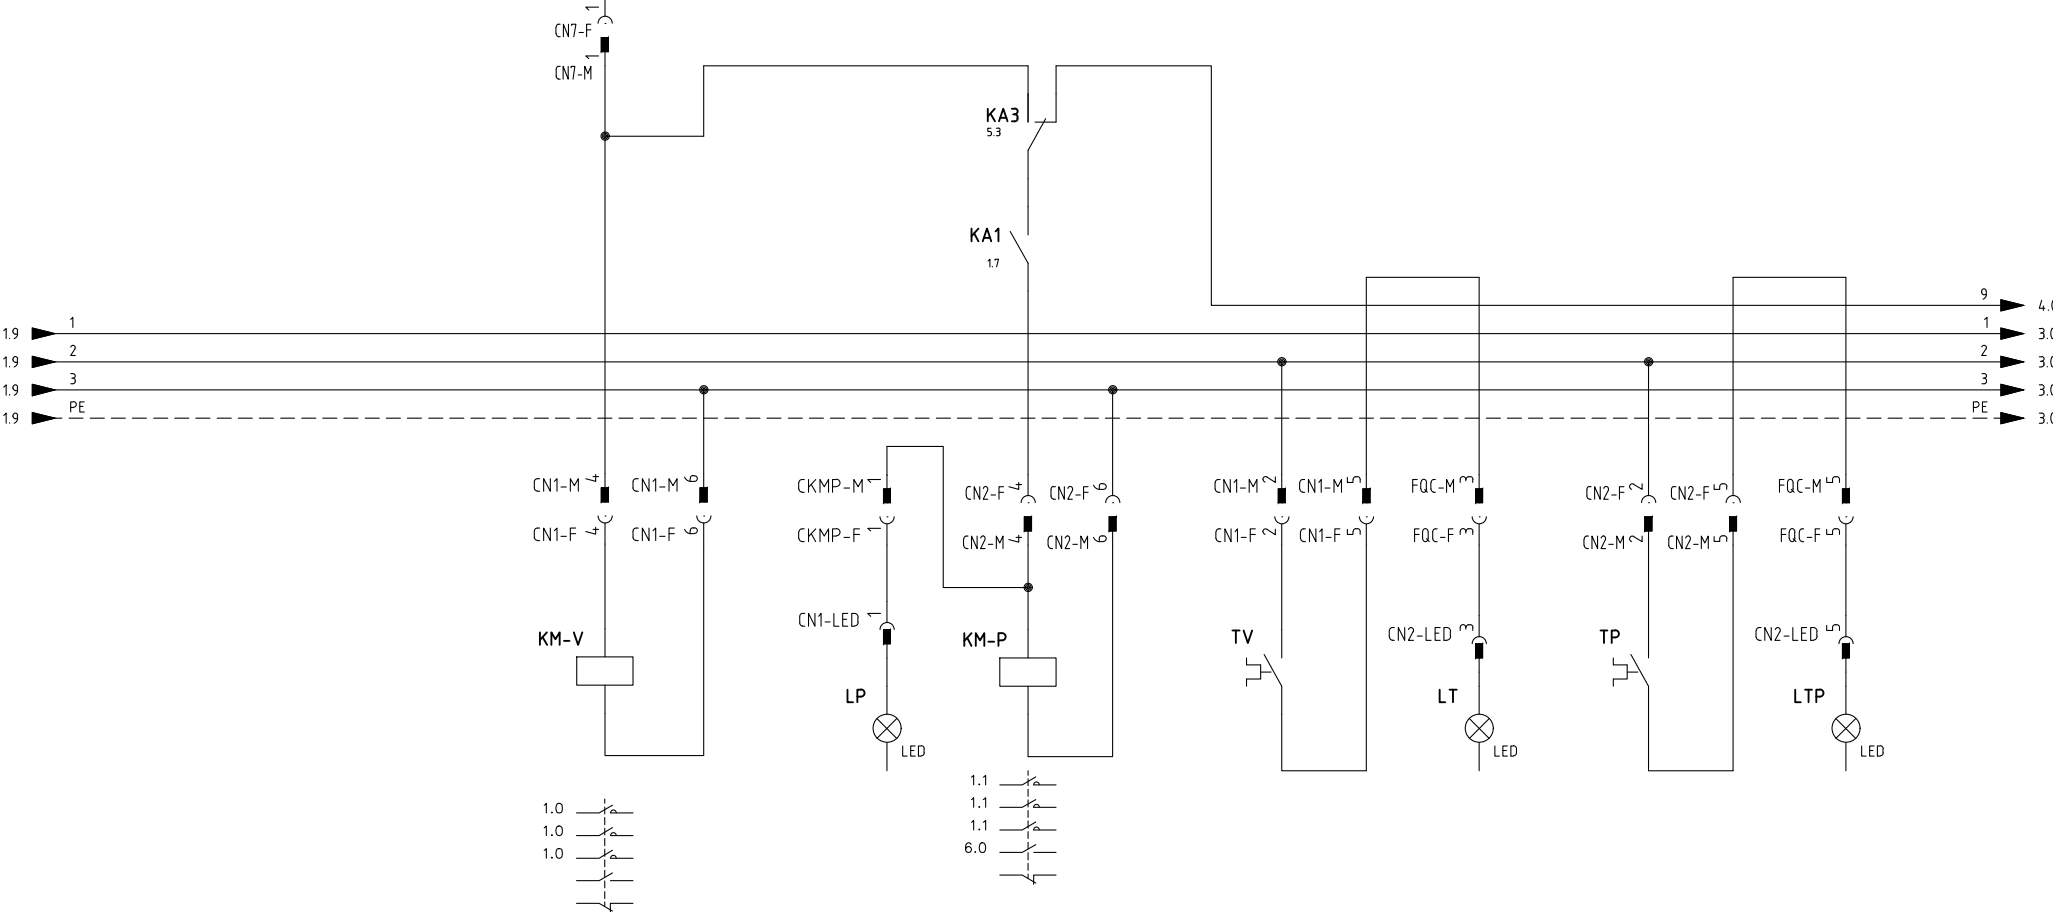 1
CN7-F
1
CN7-M
KA3
5.3
KA1
1.7
9
4.0
1.9 1 1 3.0
1.9 2 2 3.0
1.9 3 3 3.0
1.9 PE PE 3.0
CN1-M 4 CN1-M 6 CKMP-M 1 CN2-F 4 CN2-F 6 CN1-M 2 CN1-M 5 FQC-M 3 CN2-F 2 CN2-F 5 FQC-M 5
CN1-F 4 CN1-F 6 CKMP-F 1 CN2-M 4 CN2-M 6 CN1-F 2 CN1-F 5 FQC-F 3 CN2-M 2 CN2-M 5 FQC-F 5
CN1-LED 1 CN2-LED 3 CN2-LED 5
KM-V KM-P TV TP
LP LT LTP
LED LED LED
1.1
1.1
1.1
6.0
1.0
1.0
1.0